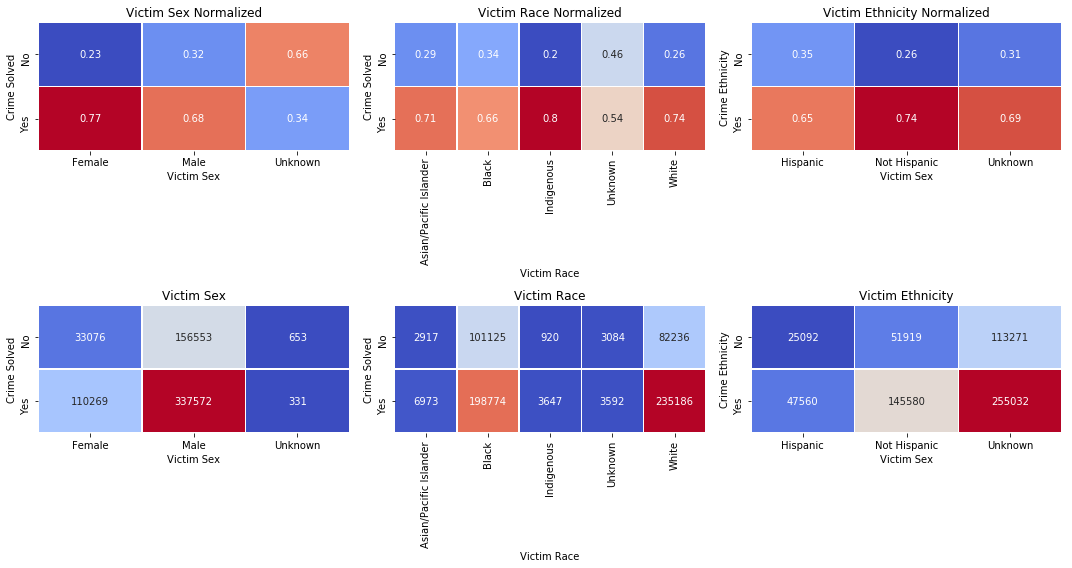 Victim Sex Normalized
Crime Solved
No
Yes
0.23 0.32 0.66
0.77 0.68 0.34
Female Male Unknown
Victim Sex
Victim Race Normalized
Crime Solved
No
Yes
0.29 0.34 0.2 0.46 0.26
0.71 0.66 0.8 0.54 0.74
Asian/Pacific Islander
Black
Indigenous
Unknown
White
Victim Race
Victim Ethnicity Normalized
Crime Ethnicity
No
Yes
0.35 0.26 0.31
0.65 0.74 0.69
Hispanic Not Hispanic Unknown
Victim Sex
Victim Sex
Crime Solved
No
Yes
33076 156553 653
110269 337572 331
Female Male Unknown
Victim Sex
Victim Race
Crime Solved
No
Yes
2917 101125 920 3084 82236
6973 198774 3647 3592 235186
Asian/Pacific Islander
Black
Indigenous
Unknown
White
Victim Race
Victim Ethnicity
Crime Ethnicity
No
Yes
25092 51919 113271
47560 145580 255032
Hispanic Not Hispanic Unknown
Victim Sex